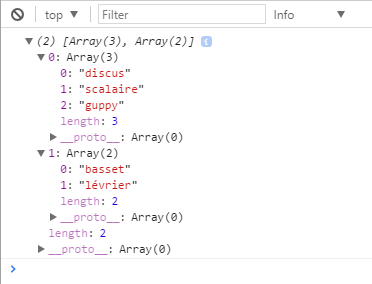 top ▼ Filter Info ▼
▼ (2) [Array(3), Array(2)] i
▼ 0: Array(3)
0: "discus"
1: "scalaire"
2: "guppy"
length: 3
▶ __proto__: Array(0)
▼ 1: Array(2)
0: "basset"
1: "lévrier"
length: 2
▶ __proto__: Array(0)
length: 2
▶ __proto__: Array(0)
>